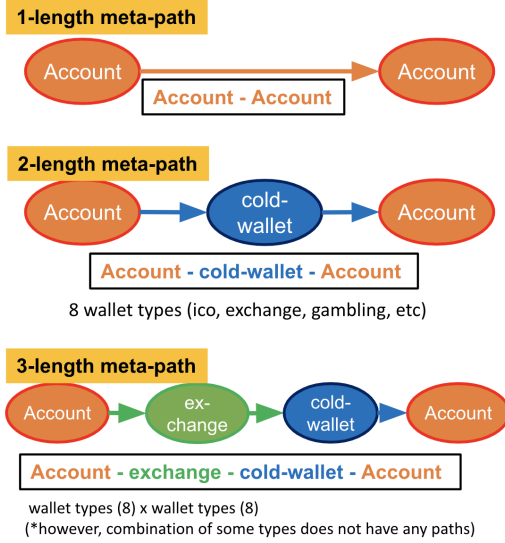 1-length meta-path
Account
Account
Account - Account
2-length meta-path
Account
cold-
wallet
Account
Account - cold-wallet - Account
8 wallet types (ico, exchange, gambling, etc)
3-length meta-path
Account
ex-
change
cold-
wallet
Account
Account - exchange - cold-wallet - Account
wallet types (8) x wallet types (8)
(*however, combination of some types does not have any paths)